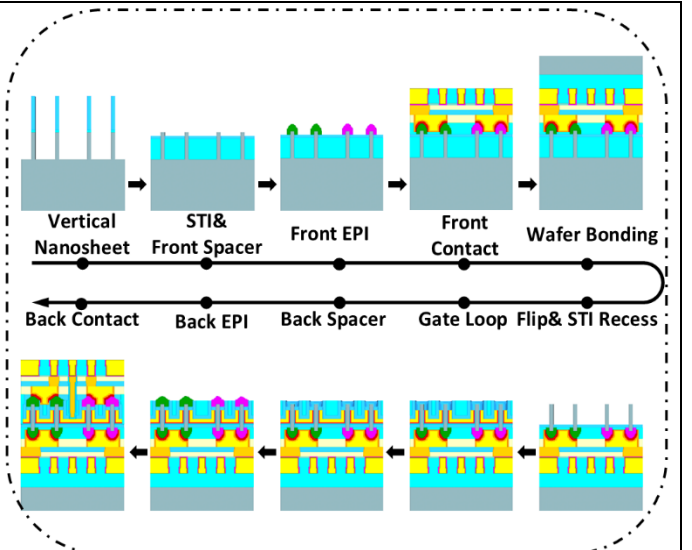 Vertical
Nanosheet
STI&
Front Spacer
Front EPI
Front
Contact
Wafer Bonding
Back Contact
Back EPI
Back Spacer
Gate Loop
Flip& STI Recess